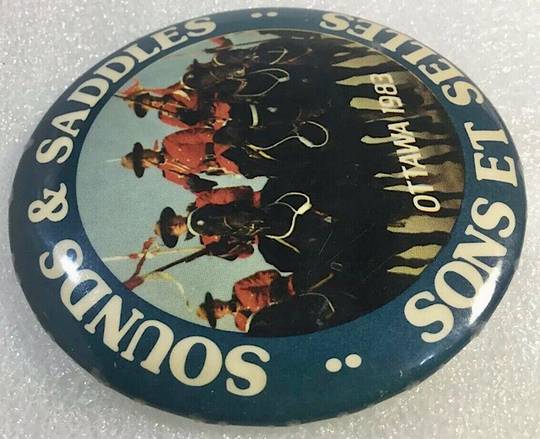 SOUNDS & SADDLES
SONS ET SELLES
OTTAWA 1983